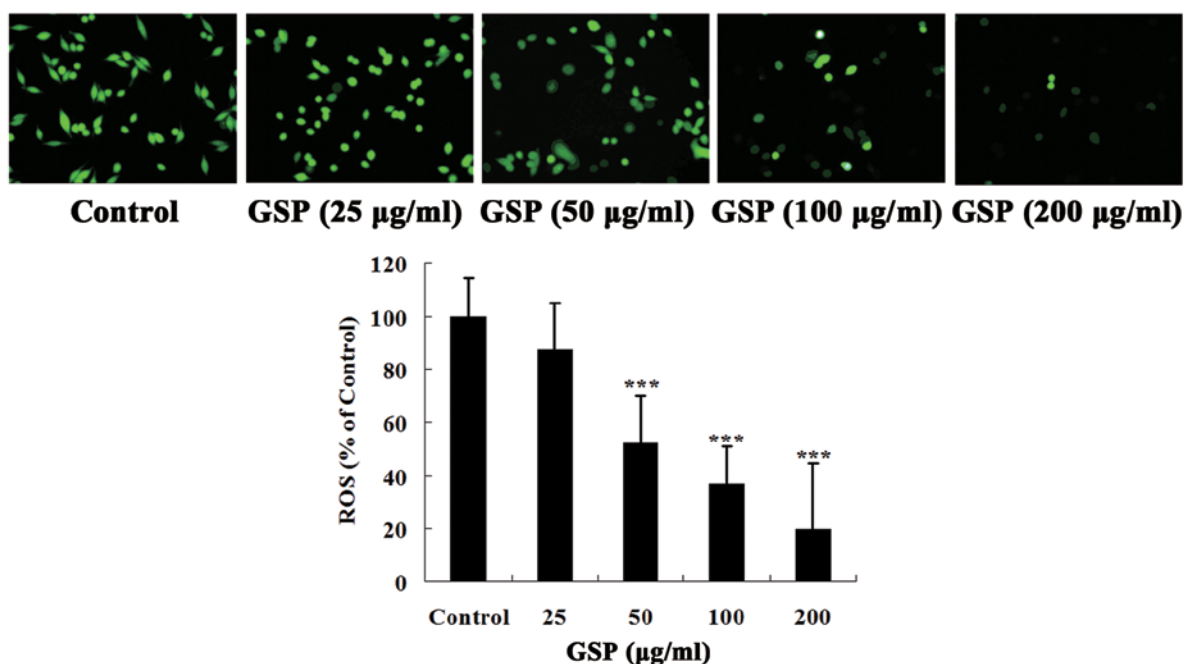 Control GSP (25 μg/ml) GSP (50 μg/ml) GSP (100 μg/ml) GSP (200 μg/ml)
ROS (% of Control)
120
100
80
60
40
20
0
***
***
***
Control 25 50 100 200
GSP (μg/ml)